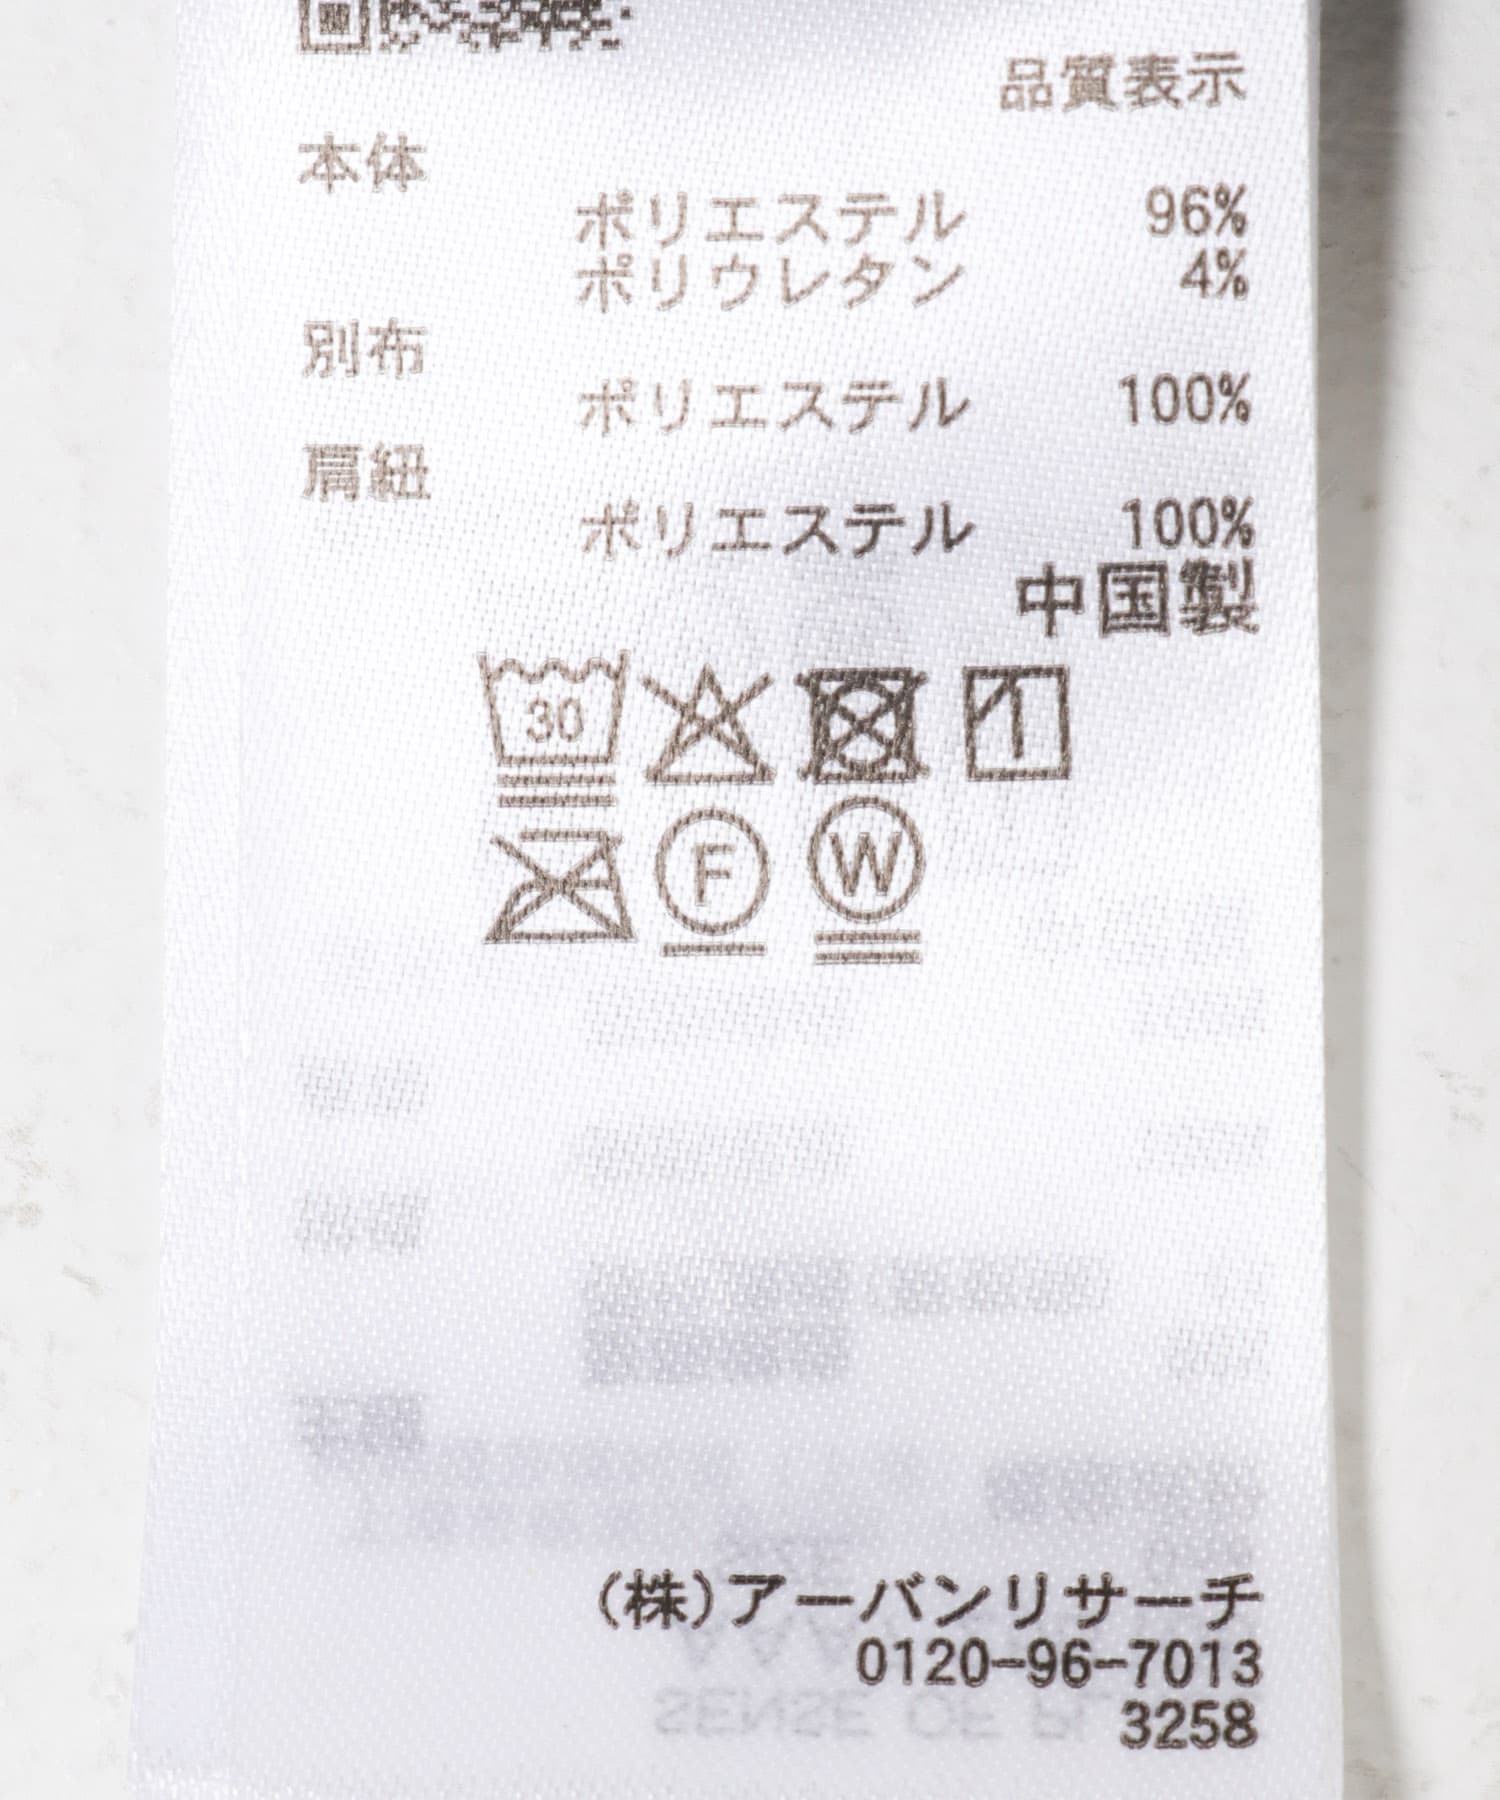 品質表示
本体
ポリエステル 96%
ポリウレタン 4%
別布
ポリエステル 100%
肩紐
ポリエステル 100%
中国製
30
F W
(株)アーバンリサーチ
0120-96-7013
3258